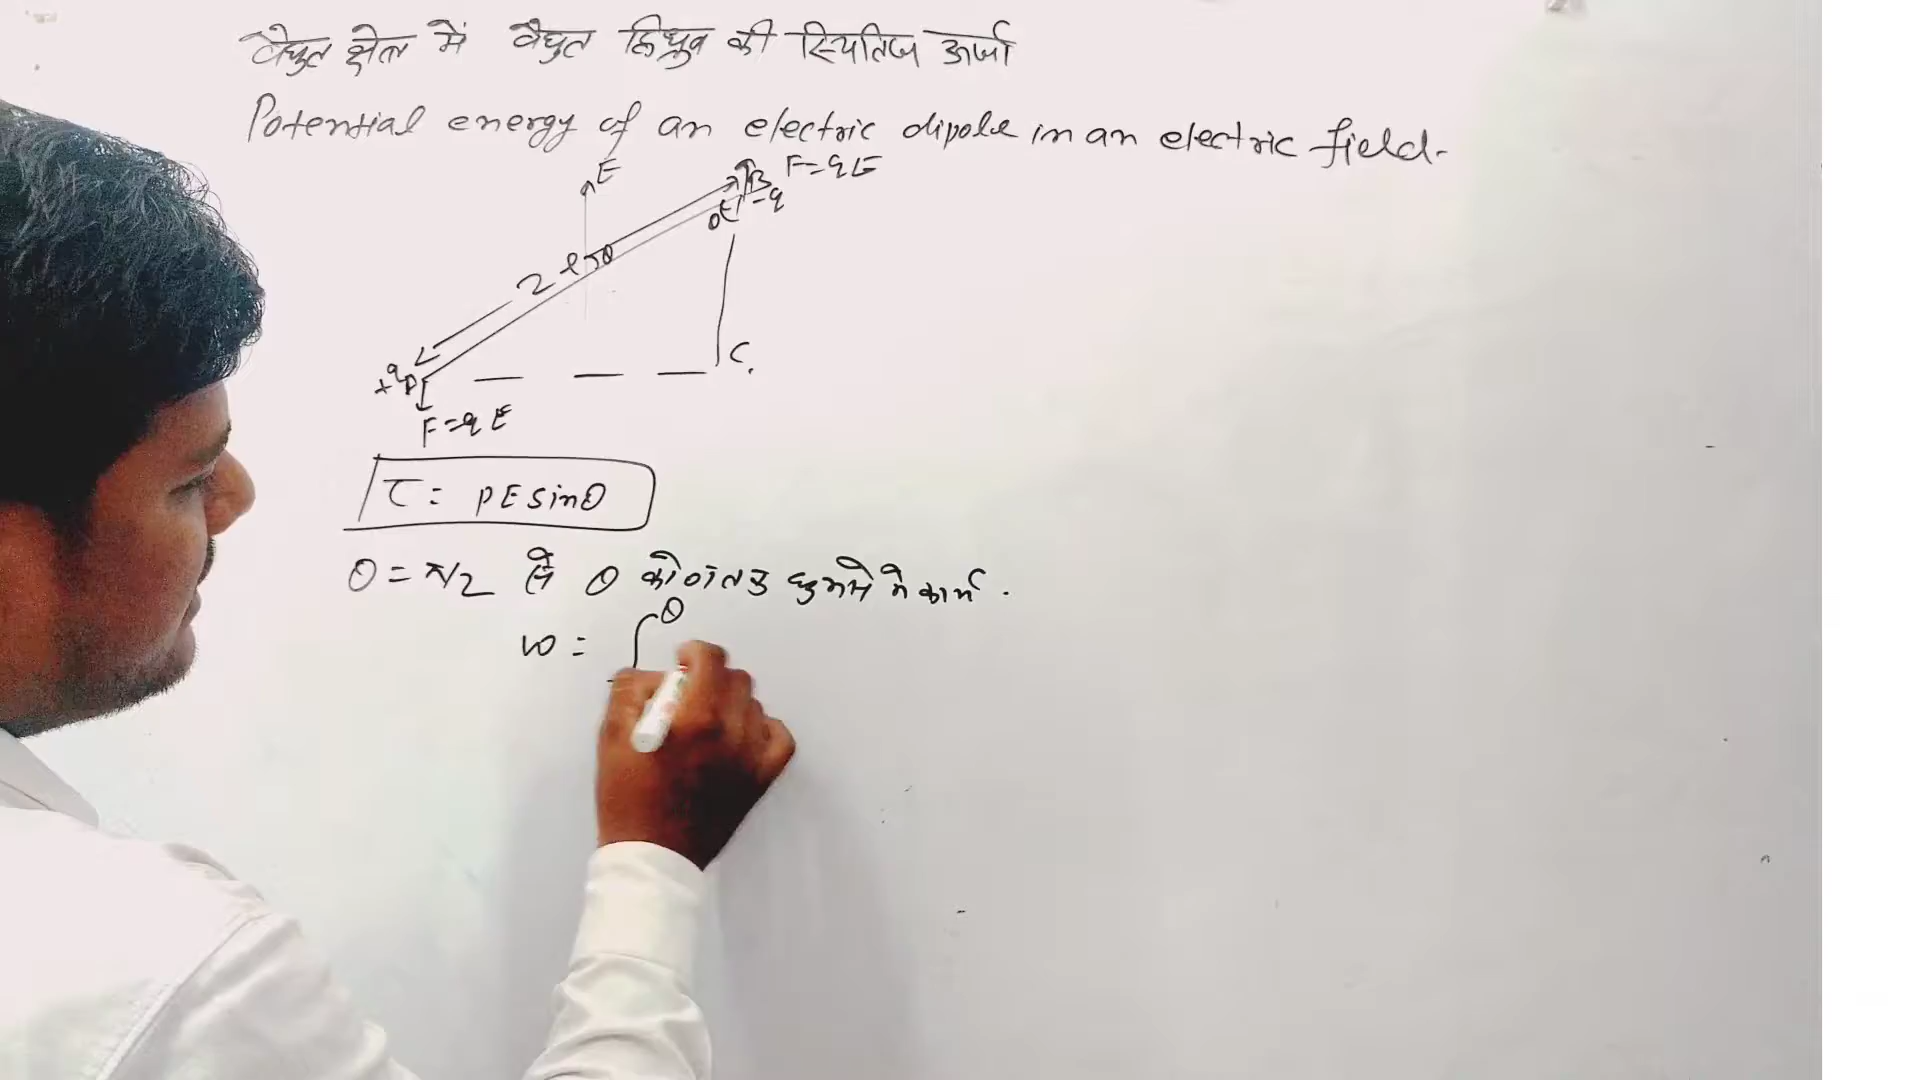 वैधुत क्षेत्र में वैधुत द्विध्रुव की स्थितिज ऊर्जा
Potential energy of an electric dipole in an electric field.
E
B F=qE
-q
θ
2l θ
C
+q A
F=qE
τ= PE sinθ
θ=π/2 से θ कोण तक घुमाने में कार्य.
W= ∫θ